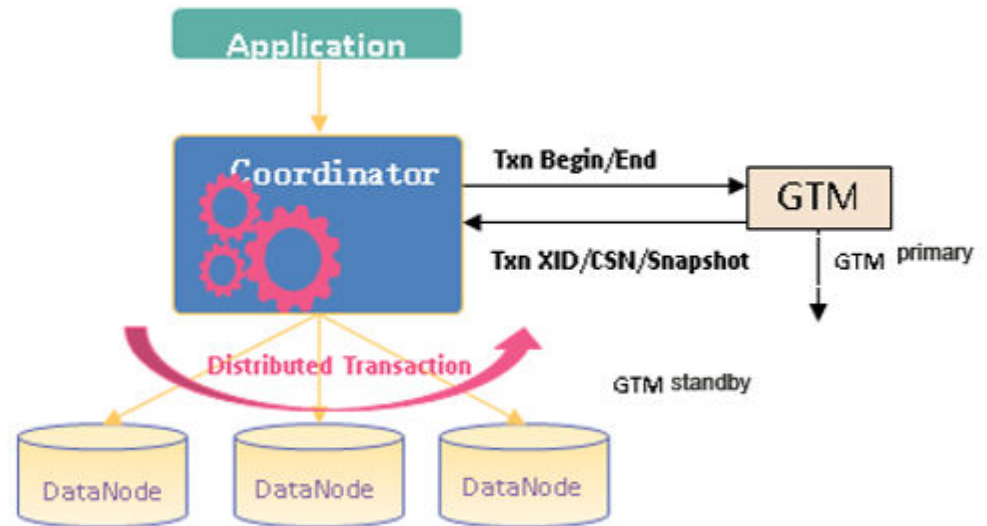 Application
Coordinator
Txn Begin/End
GTM
Txn XID/CSN/Snapshot
GTM primary
Distributed Transaction
GTM standby
DataNode
DataNode
DataNode